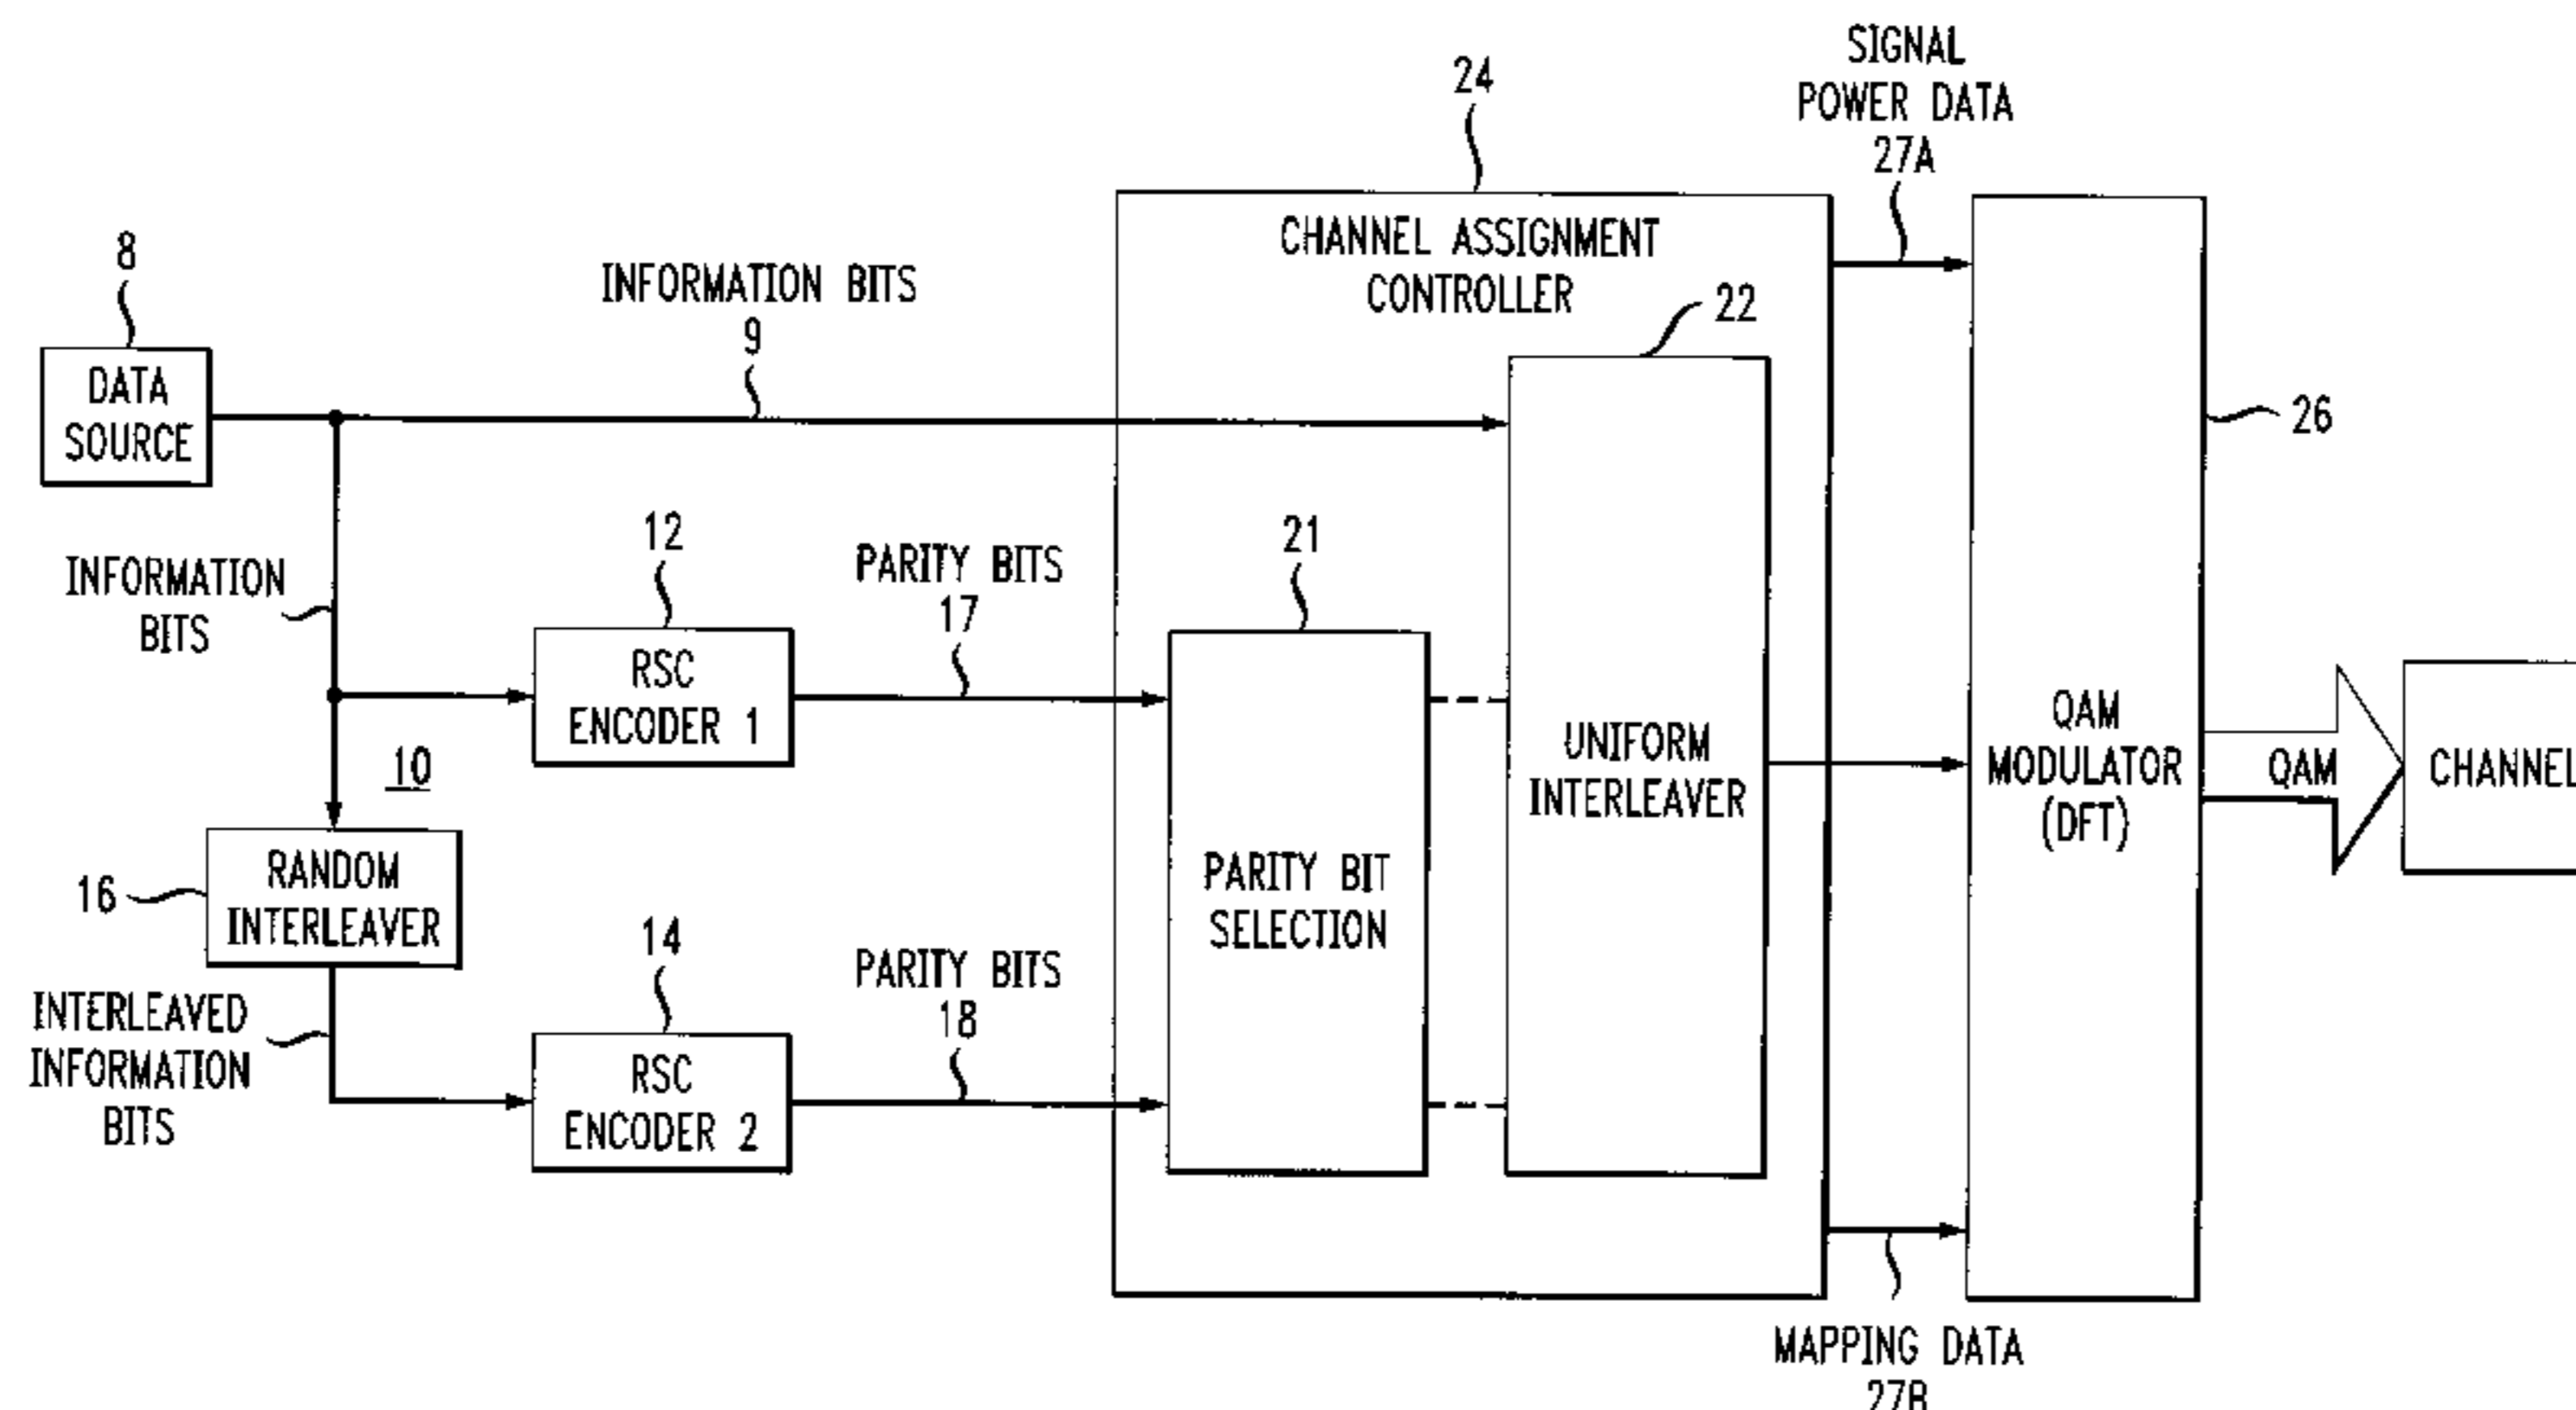 SIGNAL
POWER DATA
27A
24
CHANNEL ASSIGNMENT
CONTROLLER
8
INFORMATION BITS
9
22
DATA
SOURCE
26
12
PARITY BITS
17
21
INFORMATION
BITS
RSC
ENCODER 1
10
UNIFORM
INTERLEAVER
QAM
MODULATOR
(DFT)
QAM
CHANNEL
16
RANDOM
INTERLEAVER
PARITY BIT
SELECTION
14
PARITY BITS
18
INTERLEAVED
INFORMATION
BITS
RSC
ENCODER 2
MAPPING DATA
27B